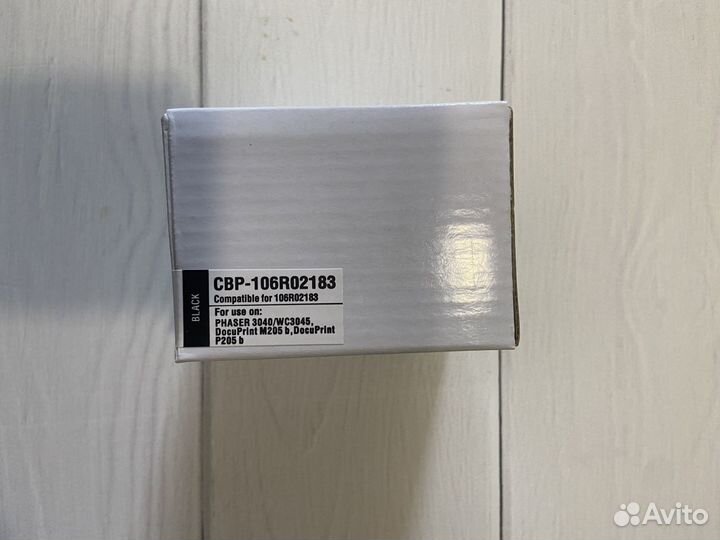 BLACK
CBP-106R02183
Compatible for 106R02183
For use on:
PHASER 3040/WC3045,
DocuPrint M205 b,DocuPrint
P205 b
Avito